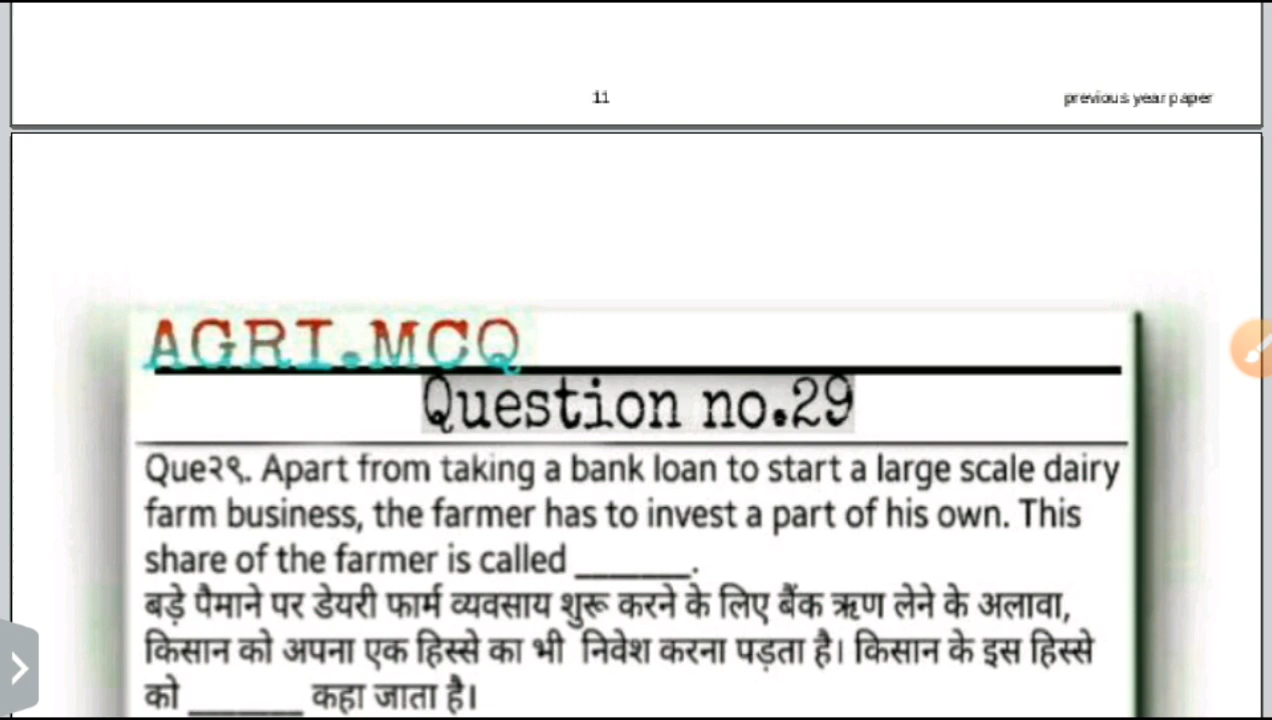 11
previous year paper
AGRI.MCQ
Question no.29
Que२९. Apart from taking a bank loan to start a large scale dairy
farm business, the farmer has to invest a part of his own. This
share of the farmer is called _______.
बड़े पैमाने पर डेयरी फार्म व्यवसाय शुरू करने के लिए बैंक ऋण लेने के अलावा,
किसान को अपना एक हिस्से का भी निवेश करना पड़ता है। किसान के इस हिस्से
को _______ कहा जाता है।